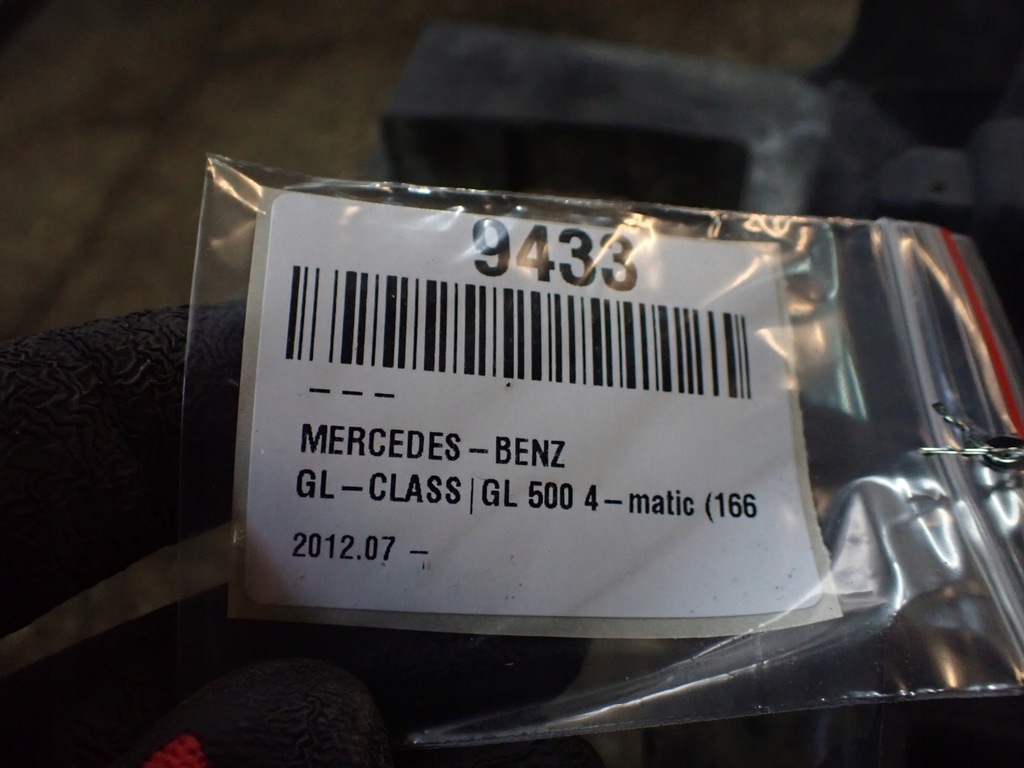 9433
– – –
MERCEDES – BENZ
GL – CLASS | GL 500 4 – matic (166
2012.07 –